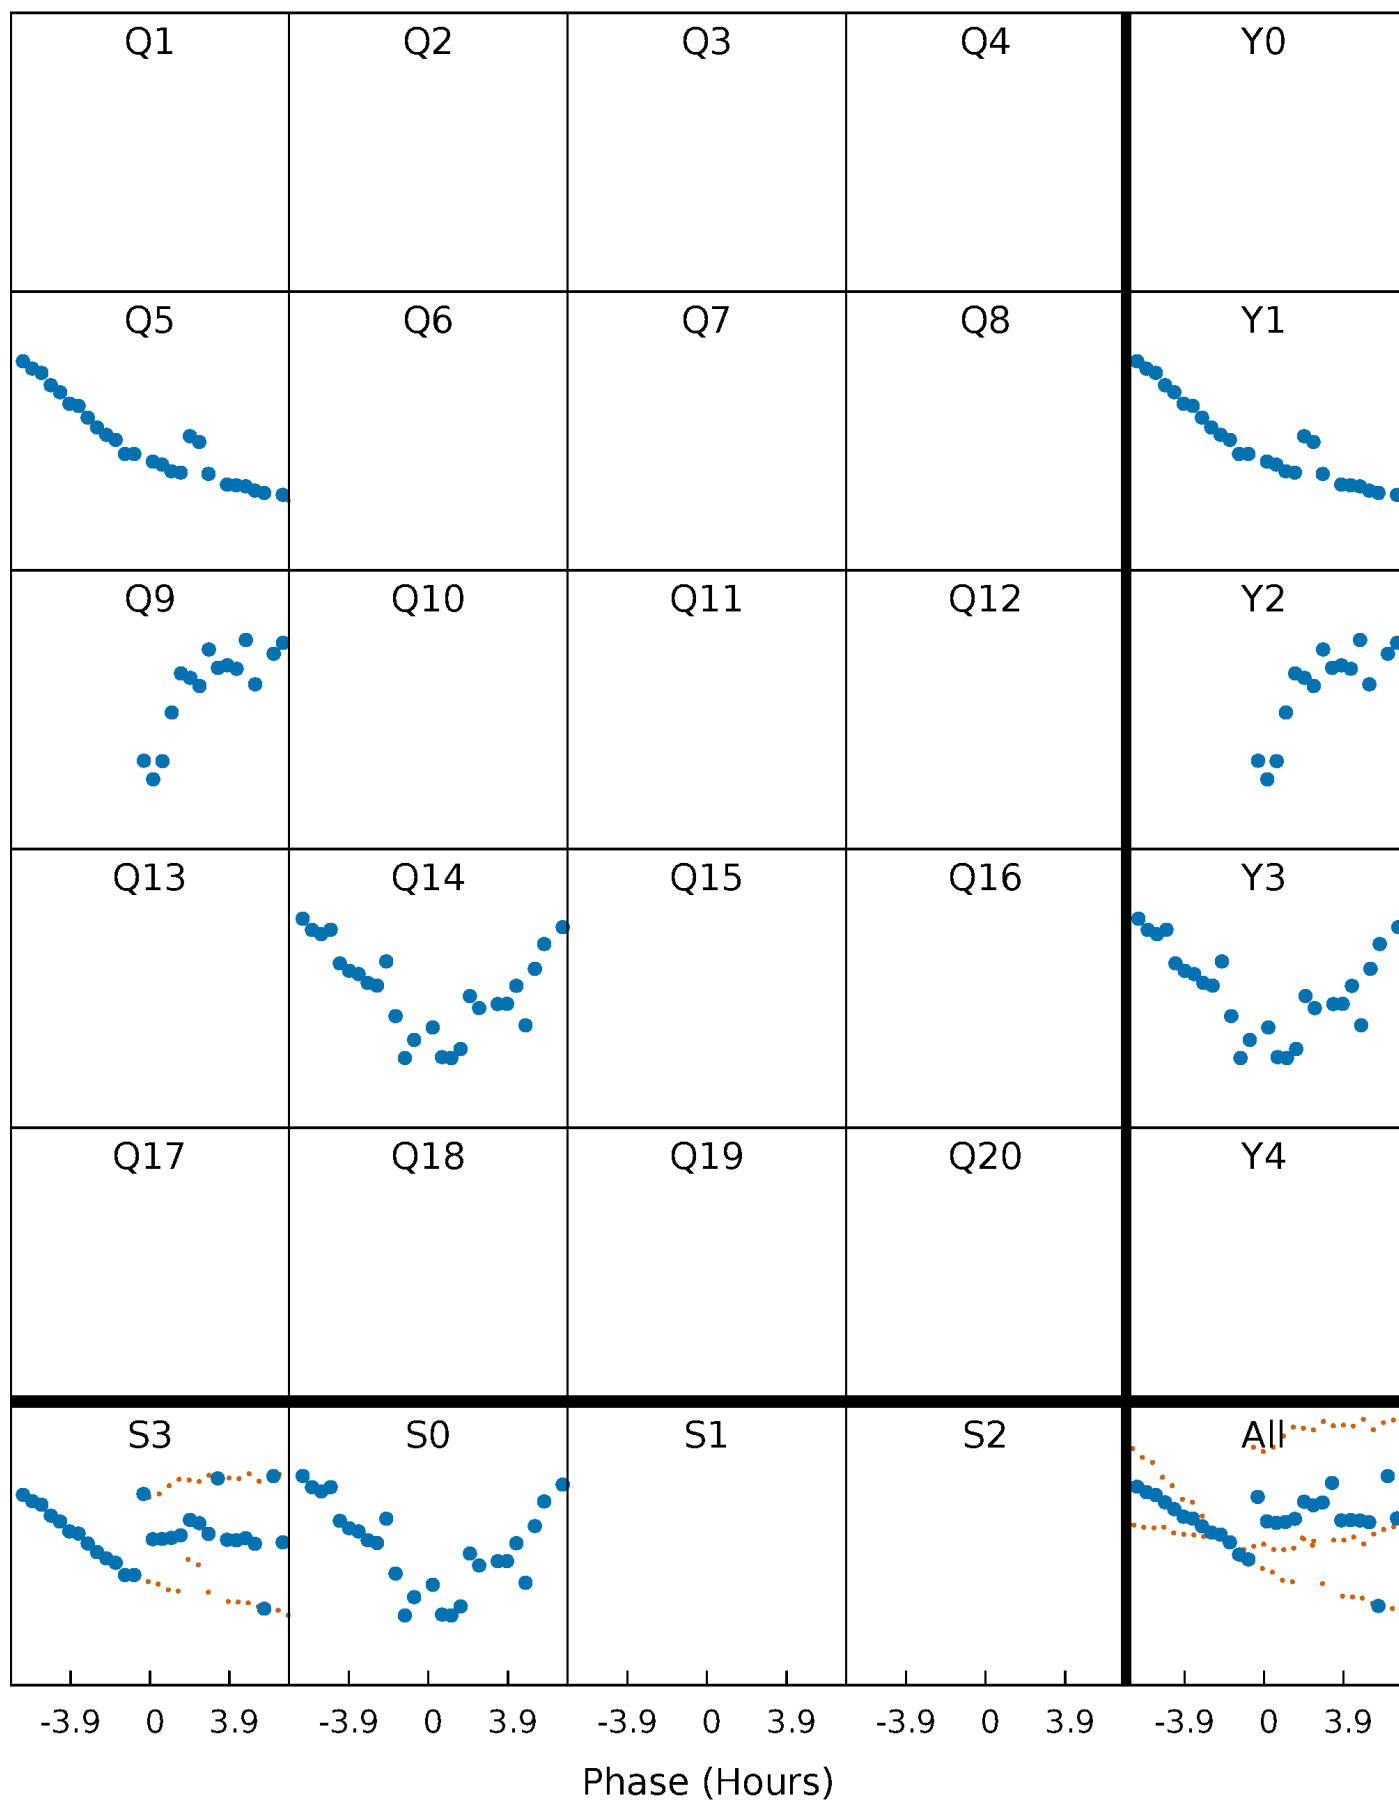 Q1 Q2 Q3 Q4 Y0
Q5 Q6 Q7 Q8 Y1
Q9 Q10 Q11 Q12 Y2
Q13 Q14 Q15 Q16 Y3
Q17 Q18 Q19 Q20 Y4
S3 S0 S1 S2 All
-3.9 0 3.9 -3.9 0 3.9 -3.9 0 3.9 -3.9 0 3.9 -3.9 0 3.9
Phase (Hours)